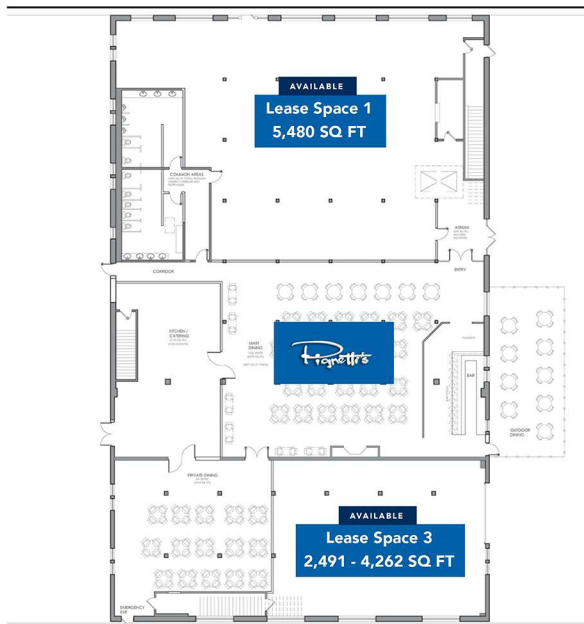 AVAILABLE
Lease Space 1
5,480 SQ FT
COMMON AREAS
ATRIUM
CORRIDOR
ENTRY
KITCHEN /
CATERING
MAIN
DINING
Pignetti's
BAR
OUTDOOR
DINING
PRIVATE DINING
AVAILABLE
Lease Space 3
2,491 - 4,262 SQ FT
EMERGENCY
EXIT